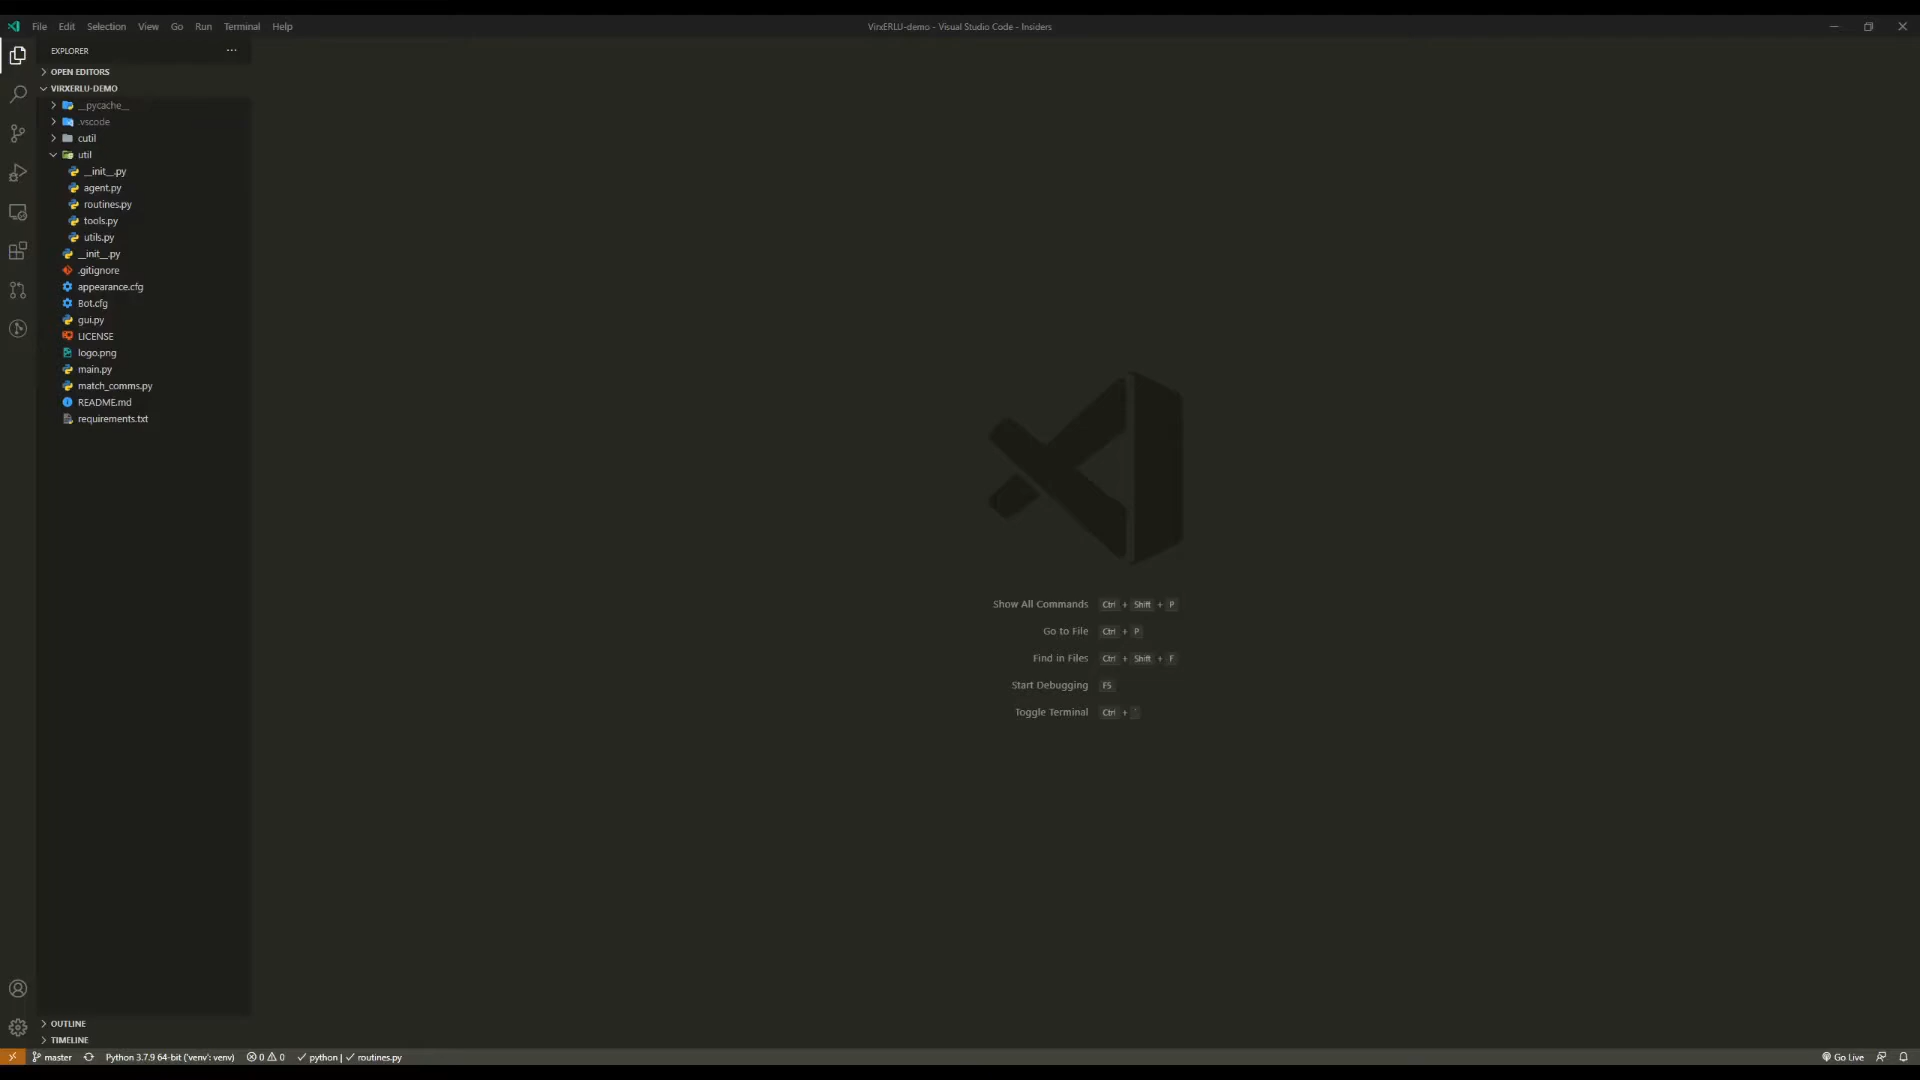 File Edit Selection View Go Run Terminal Help VirxERLU-demo - Visual Studio Code - Insiders
EXPLORER
OPEN EDITORS
VIRXERLU-DEMO
__pycache__
.vscode
cutil
util
__init__.py
agent.py
routines.py
tools.py
utils.py
__init__.py
.gitignore
appearance.cfg
Bot.cfg
gui.py
LICENSE
logo.png
main.py
match_comms.py
README.md
requirements.txt
Show All Commands Ctrl + Shift + P
Go to File Ctrl + P
Find in Files Ctrl + Shift + F
Start Debugging F5
Toggle Terminal Ctrl + `
OUTLINE
TIMELINE
master Python 3.7.9 64-bit ('venv': venv) 0 0 python | routines.py Go Live